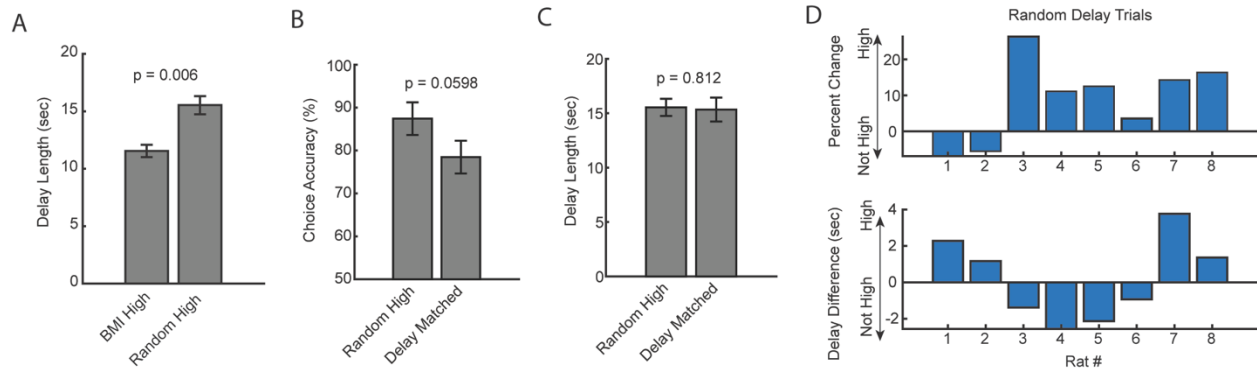 A
Delay Length (sec)
20
15
10
5
0
p = 0.006
BMI High
Random High
B
Choice Accuracy (%)
100
90
80
70
60
50
p = 0.0598
Random High
Delay Matched
C
Delay Length (sec)
20
15
10
5
0
p = 0.812
Random High
Delay Matched
D
Random Delay Trials
Percent Change
High
Not High
20
10
0
1 2 3 4 5 6 7 8
Delay Difference (sec)
High
Not High
4
2
0
-2
1 2 3 4 5 6 7 8
Rat #